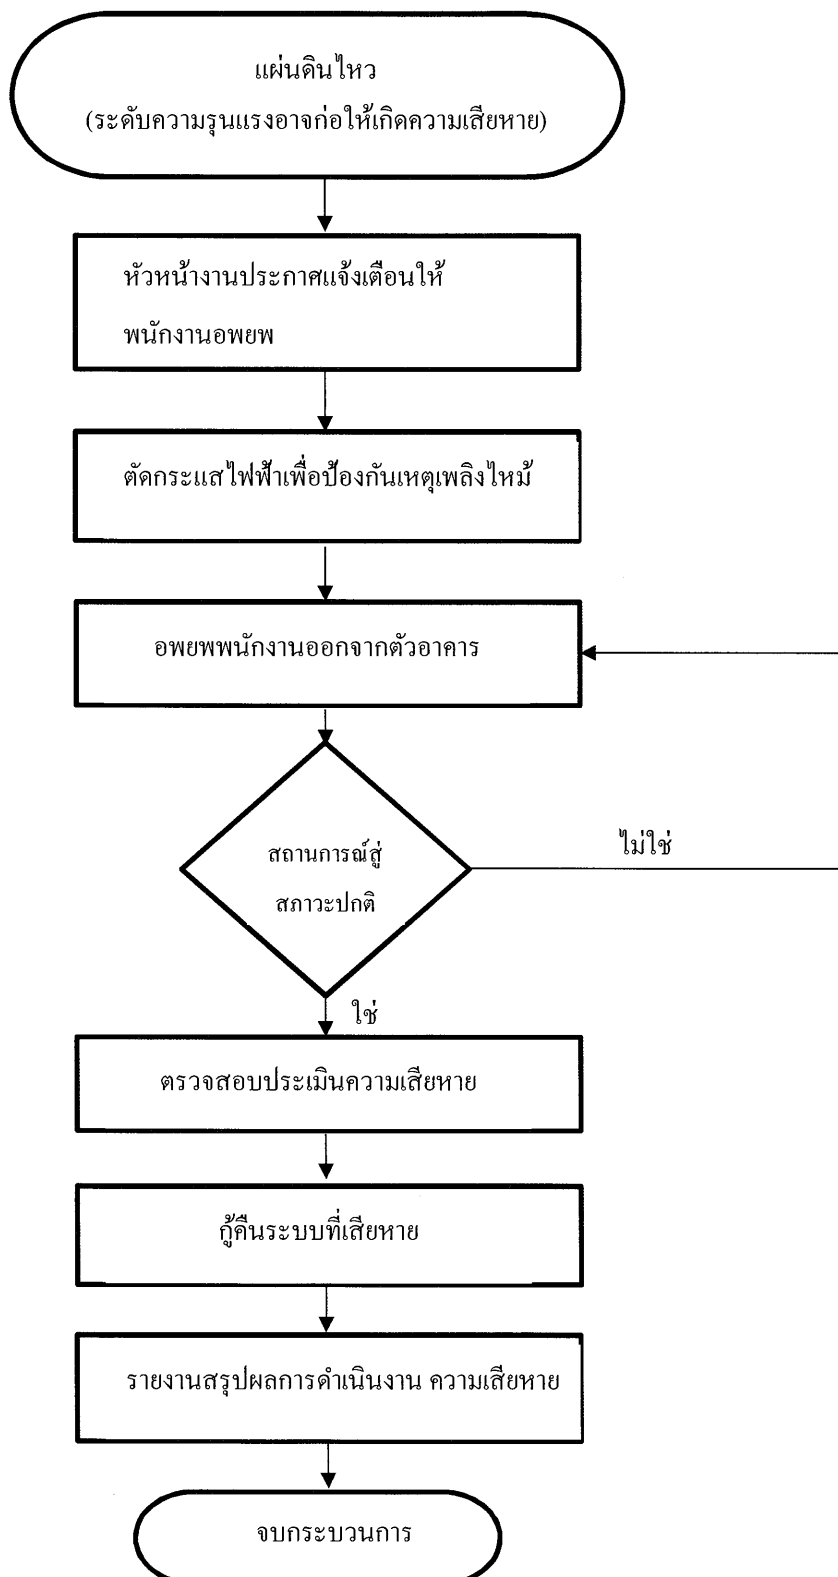 แผ่นดินไหว
(ระดับความรุนแรงอาจก่อให้เกิดความเสียหาย)
หัวหน้างานประกาศแจ้งเตือนให้
พนักงานอพยพ
ตัดกระแสไฟฟ้าเพื่อป้องกันเหตุเพลิงไหม้
อพยพพนักงานออกจากตัวอาคาร
สถานการณ์สู่
สภาวะปกติ
ไม่ใช่
ใช่
ตรวจสอบประเมินความเสียหาย
กู้คืนระบบที่เสียหาย
รายงานสรุปผลการดำเนินงาน ความเสียหาย
จบกระบวนการ